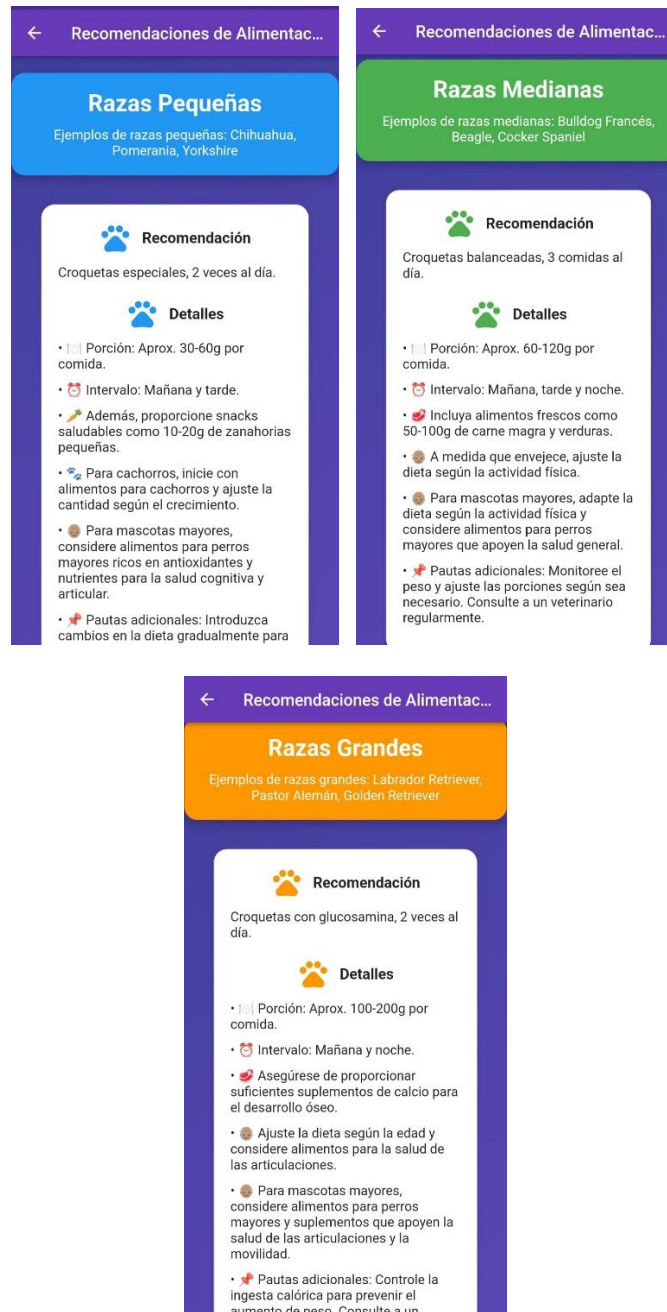 Recomendaciones de Alimentac...
Razas Pequeñas
Ejemplos de razas pequeñas: Chihuahua,
Pomerania, Yorkshire
Recomendación
Croquetas especiales, 2 veces al día.
Detalles
• 🍽️ Porción: Aprox. 30-60g por
comida.
• ⏰ Intervalo: Mañana y tarde.
• 🥕 Además, proporcione snacks
saludables como 10-20g de zanahorias
pequeñas.
• 🐾 Para cachorros, inicie con
alimentos para cachorros y ajuste la
cantidad según el crecimiento.
• 👴🏽 Para mascotas mayores,
considere alimentos para perros
mayores ricos en antioxidantes y
nutrientes para la salud cognitiva y
articular.
• 📌 Pautas adicionales: Introduzca
cambios en la dieta gradualmente para
Recomendaciones de Alimentac...
Razas Medianas
Ejemplos de razas medianas: Bulldog Francés,
Beagle, Cocker Spaniel
Recomendación
Croquetas balanceadas, 3 comidas al
día.
Detalles
• 🍽️ Porción: Aprox. 60-120g por
comida.
• ⏰ Intervalo: Mañana, tarde y noche.
• 🥩 Incluya alimentos frescos como
50-100g de carne magra y verduras.
• 👴🏽 A medida que envejece, ajuste la
dieta según la actividad física.
• 👴🏽 Para mascotas mayores, adapte la
dieta según la actividad física y
considere alimentos para perros
mayores que apoyen la salud general.
• 📌 Pautas adicionales: Monitoree el
peso y ajuste las porciones según sea
necesario. Consulte a un veterinario
regularmente.
Recomendaciones de Alimentac...
Razas Grandes
Ejemplos de razas grandes: Labrador Retriever,
Pastor Alemán, Golden Retriever
Recomendación
Croquetas con glucosamina, 2 veces al
día.
Detalles
• 🍽️ Porción: Aprox. 100-200g por
comida.
• ⏰ Intervalo: Mañana y noche.
• 🥩 Asegúrese de proporcionar
suficientes suplementos de calcio para
el desarrollo óseo.
• 👴🏽 Ajuste la dieta según la edad y
considere alimentos para la salud de
las articulaciones.
• 👴🏽 Para mascotas mayores,
considere alimentos para perros
mayores y suplementos que apoyen la
salud de las articulaciones y la
movilidad.
• 📌 Pautas adicionales: Controle la
ingesta calórica para prevenir el
aumento de peso. Consulte a un